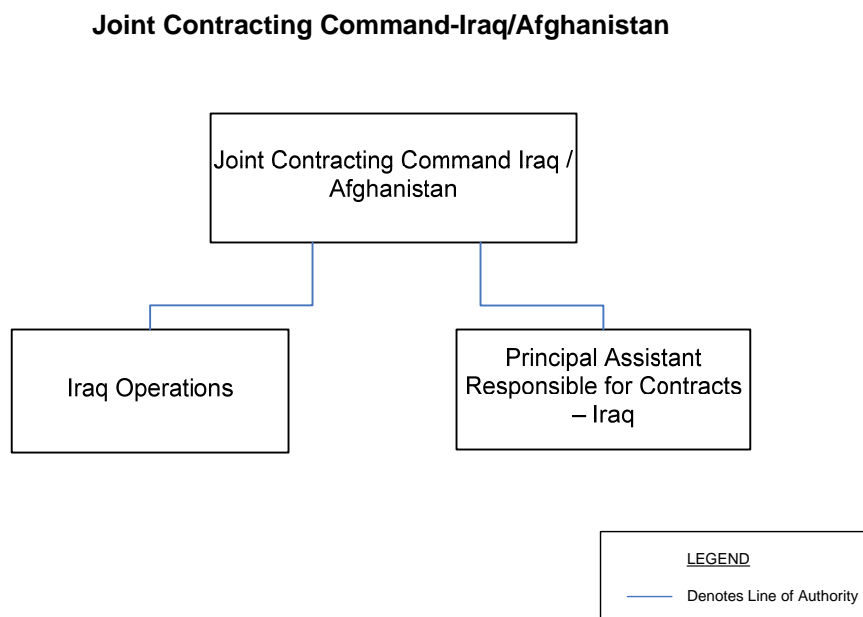 Joint Contracting Command-Iraq/Afghanistan
Joint Contracting Command Iraq /
Afghanistan
Iraq Operations
Principal Assistant
Responsible for Contracts
– Iraq
LEGEND
Denotes Line of Authority